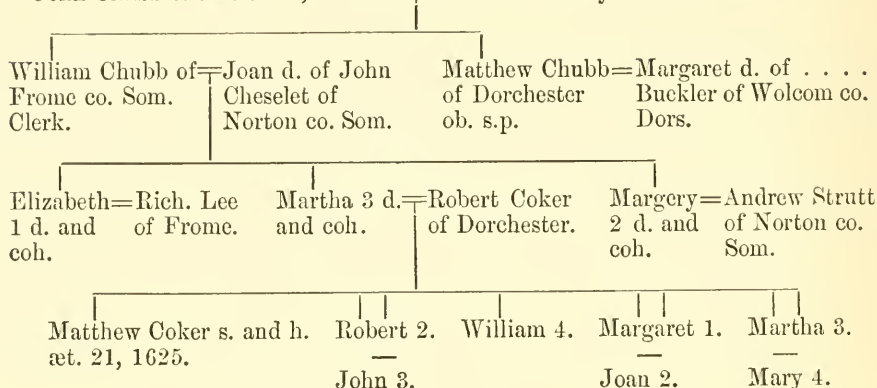 William Chubb of=Joan d. of John Matthew Chubb=Margaret d. of . . . .
Frome co. Som. Cheselet of of Dorchester Buckler of Wolcom co.
Clerk. Norton co. Som. ob. s.p. Dors.
Elizabeth=Rich. Lee Martha 3 d.=Robert Coker Margery=Andrew Strutt
1 d. and of Frome. and coh. of Dorchester. 2 d. and of Norton co.
coh. coh. Som.
Matthew Coker s. and h. Robert 2. William 4. Margaret 1. Martha 3.
æt. 21, 1625. — — —
John 3. Joan 2. Mary 4.